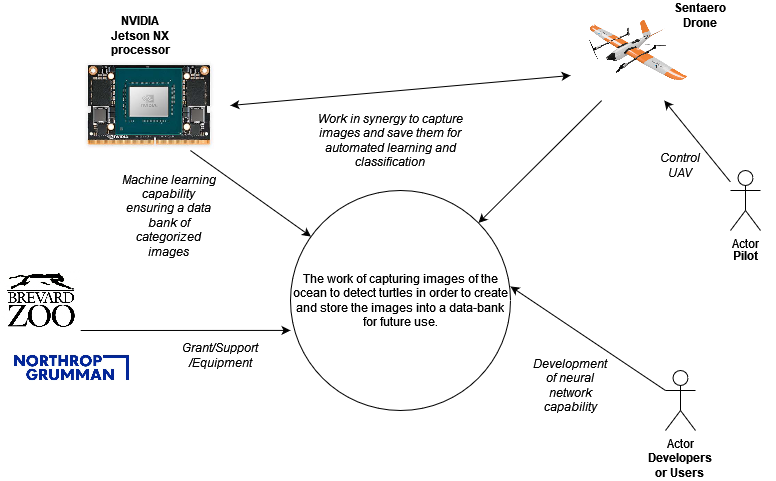 NVIDIA
Jetson NX
processor
Sentaero
Drone
NVIDIA
Work in synergy to capture
images and save them for
automated learning and
classification
Control
UAV
Machine learning
capability
ensuring a data
bank of
categorized
images
Actor
Pilot
The work of capturing images of the
ocean to detect turtles in order to create
and store the images into a data-bank
for future use.
BREVARD
ZOO
Grant/Support
/Equipment
NORTHROP
GRUMMAN
Development
of neural
network
capability
Actor
Developers
or Users